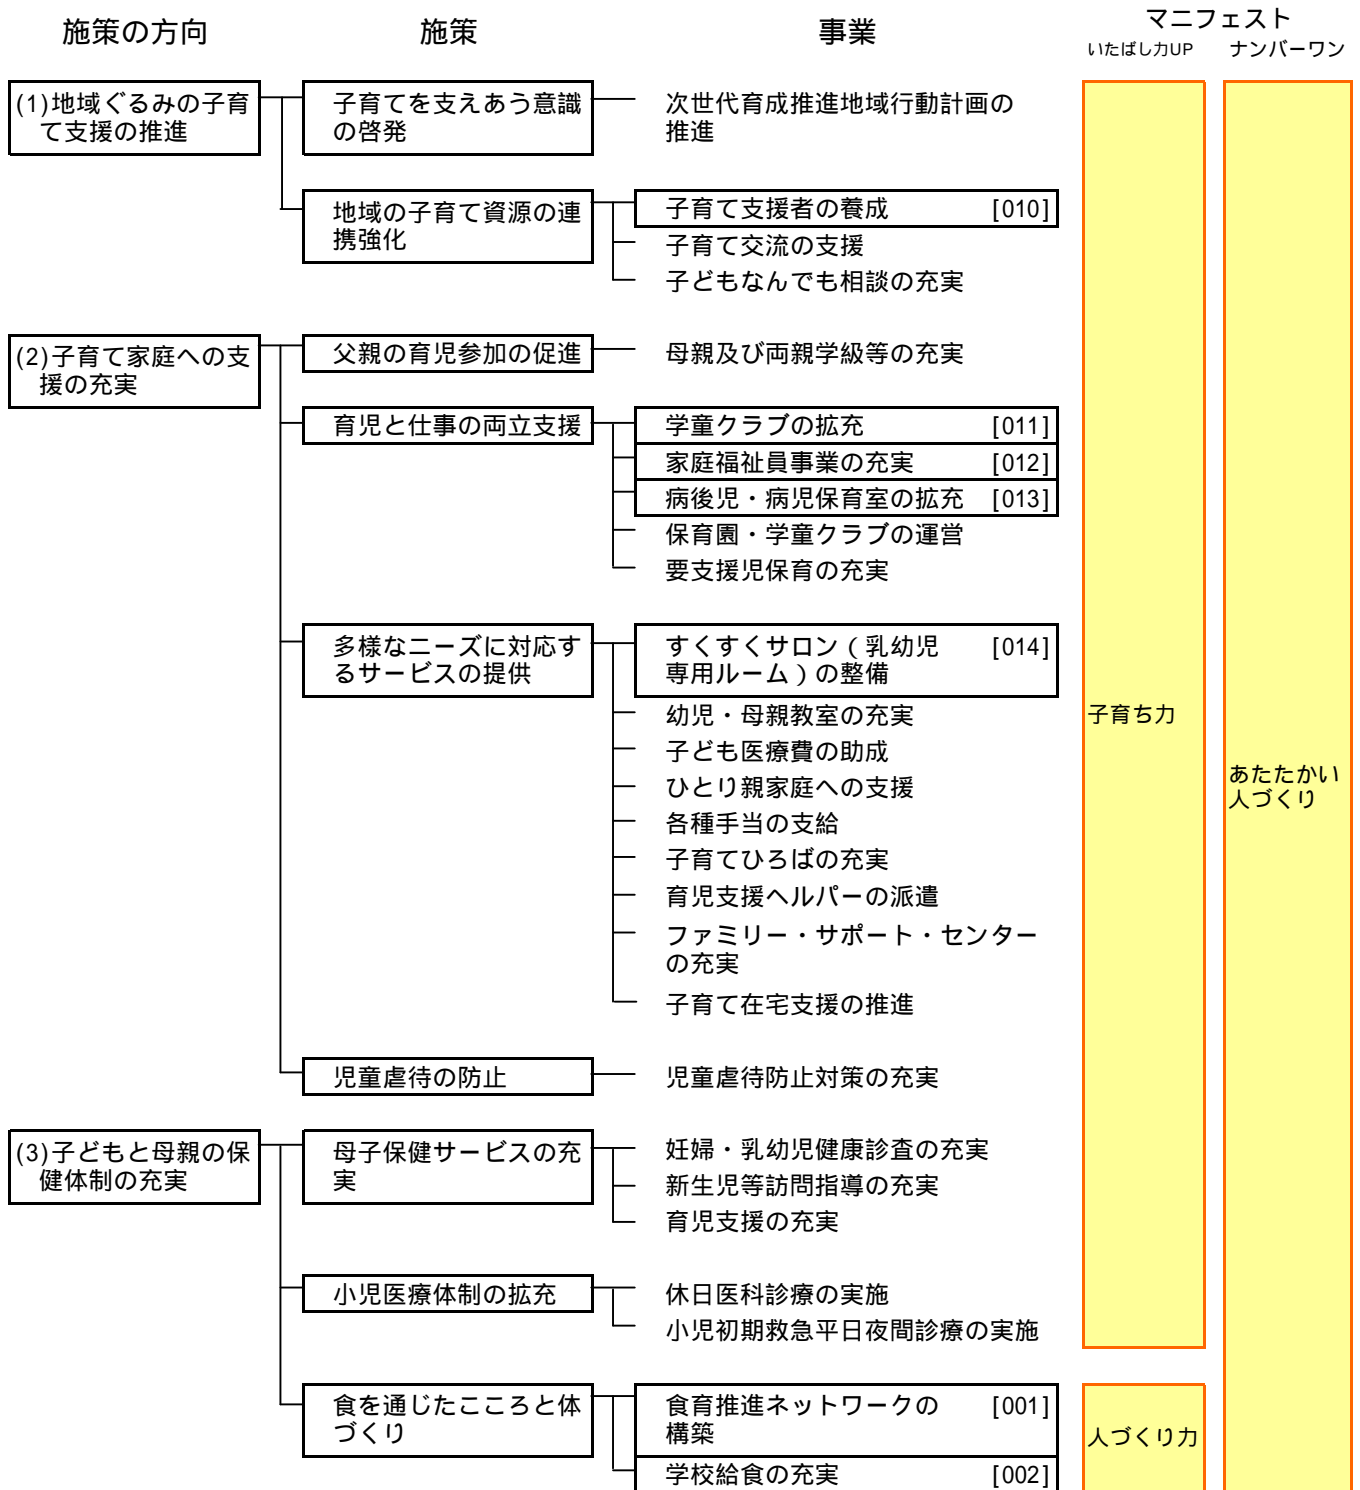 施策の方向
施策
事業
マニフェスト
いたばし力UP
ナンバーワン
(1)地域ぐるみの子育
て支援の推進
子育てを支えあう意識
の啓発
次世代育成推進地域行動計画の
推進
地域の子育て資源の連
携強化
子育て支援者の養成 [010]
子育て交流の支援
子どもなんでも相談の充実
(2)子育て家庭への支
援の充実
父親の育児参加の促進
母親及び両親学級等の充実
育児と仕事の両立支援
学童クラブの拡充 [011]
家庭福祉員事業の充実 [012]
病後児・病児保育室の拡充 [013]
保育園・学童クラブの運営
要支援児保育の充実
多様なニーズに対応す
るサービスの提供
すくすくサロン（乳幼児 [014]
専用ルーム）の整備
幼児・母親教室の充実
子ども医療費の助成
ひとり親家庭への支援
各種手当の支給
子育てひろばの充実
育児支援ヘルパーの派遣
ファミリー・サポート・センター
の充実
子育て在宅支援の推進
児童虐待の防止
児童虐待防止対策の充実
(3)子どもと母親の保
健体制の充実
母子保健サービスの充
実
妊婦・乳幼児健康診査の充実
新生児等訪問指導の充実
育児支援の充実
小児医療体制の拡充
休日医科診療の実施
小児初期救急平日夜間診療の実施
食を通じたこころと体
づくり
食育推進ネットワークの [001]
構築
学校給食の充実 [002]
子育ち力
人づくり力
あたたかい
人づくり